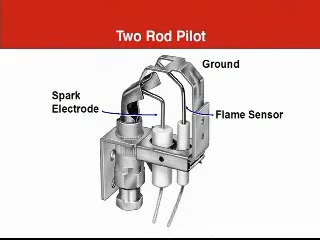 Two Rod Pilot
Ground
Spark
Electrode
Flame Sensor